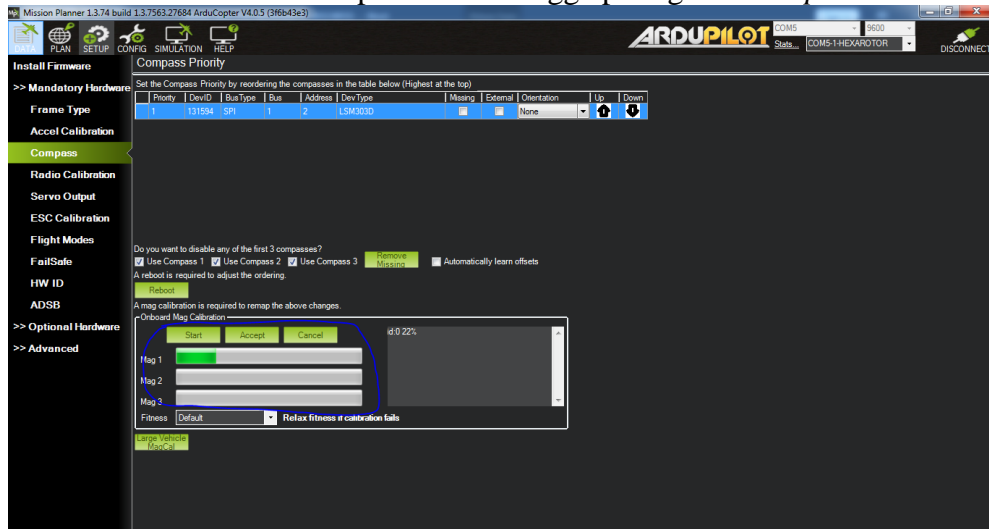 Mission Planner 1.3.74 build 1.3.7563.27684 ArduCopter V4.0.5 (3f6b43e3)
DATA PLAN SETUP CONFIG SIMULATION HELP
ARDUPILOT
COM5 9600
Stats... COM5-1-HEXAROTOR
DISCONNECT
Install Firmware
>> Mandatory Hardware
Frame Type
Accel Calibration
Compass
Radio Calibration
Servo Output
ESC Calibration
Flight Modes
FailSafe
HW ID
ADSB
>> Optional Hardware
>> Advanced
Compass Priority
Set the Compass Priority by reordering the compasses in the table below (Highest at the top)
Priority DevID BusType Bus Address DevType Missing External Orientation Up Down
1 131594 SPI 1 2 LSM303D None
Do you want to disable any of the first 3 compasses?
Use Compass 1 Use Compass 2 Use Compass 3 Remove Missing Automatically learn offsets
A reboot is required to adjust the ordering.
Reboot
A mag calibration is required to remap the above changes.
Onboard Mag Calibration
Start Accept Cancel
id:0 22%
Mag 1
Mag 2
Mag 3
Fitness Default Relax fitness if calibration fails
Large Vehicle
MagCal